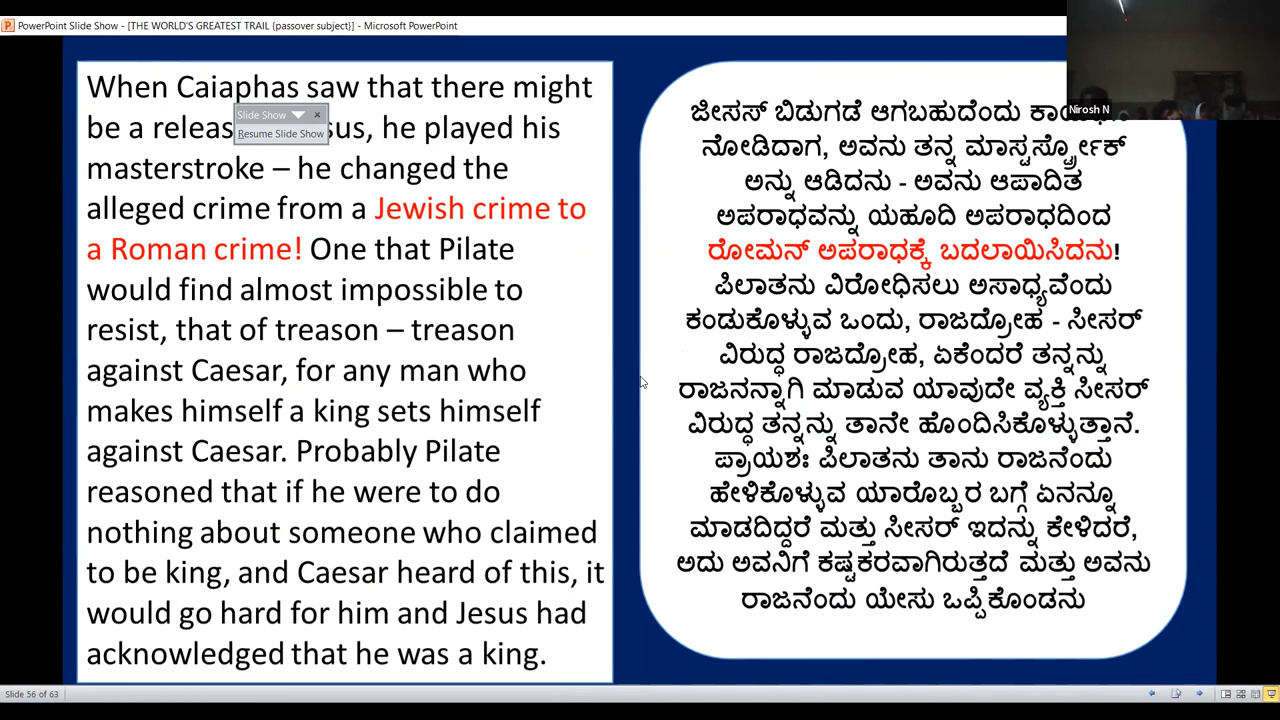 PowerPoint Slide Show - [THE WORLD'S GREATEST TRAIL (passover subject}] - Microsoft PowerPoint
When Caiaphas saw that there might
be a releas sus, he played his
masterstroke – he changed the
alleged crime from a Jewish crime to
a Roman crime! One that Pilate
would find almost impossible to
resist, that of treason – treason
against Caesar, for any man who
makes himself a king sets himself
against Caesar. Probably Pilate
reasoned that if he were to do
nothing about someone who claimed
to be king, and Caesar heard of this, it
would go hard for him and Jesus had
acknowledged that he was a king.
Slide Show
Resume Slide Show
ಜೀಸಸ್ ಬಿಡುಗಡೆ ಆಗಬಹುದೆಂದು
ನೋಡಿದಾಗ, ಅವನು ತನ್ನ ಮಾಸ್ಟರ್ಸ್ಟ್ರೋಕ್
ಅನ್ನು ಆಡಿದನು - ಅವನು ಆಪಾದಿತ
ಅಪರಾಧವನ್ನು ಯಹೂದಿ ಅಪರಾಧದಿಂದ
ರೋಮನ್ ಅಪರಾಧಕ್ಕೆ ಬದಲಾಯಿಸಿದನು!
ಪಿಲಾತನು ವಿರೋಧಿಸಲು ಅಸಾಧ್ಯವೆಂದು
ಕಂಡುಕೊಳ್ಳುವ ಒಂದು, ರಾಜದ್ರೋಹ - ಸೀಸರ್
ವಿರುದ್ಧ ರಾಜದ್ರೋಹ, ಏಕೆಂದರೆ ತನ್ನನ್ನು
ರಾಜನನ್ನಾಗಿ ಮಾಡುವ ಯಾವುದೇ ವ್ಯಕ್ತಿ ಸೀಸರ್
ವಿರುದ್ಧ ತನ್ನನ್ನು ತಾನೇ ಹೊಂದಿಸಿಕೊಳ್ಳುತ್ತಾನೆ.
ಪ್ರಾಯಶಃ ಪಿಲಾತನು ತಾನು ರಾಜನೆಂದು
ಹೇಳಿಕೊಳ್ಳುವ ಯಾರೊಬ್ಬರ ಬಗ್ಗೆ ಏನನ್ನೂ
ಮಾಡದಿದ್ದರೆ ಮತ್ತು ಸೀಸರ್ ಇದನ್ನು ಕೇಳಿದರೆ,
ಅದು ಅವನಿಗೆ ಕಷ್ಟಕರವಾಗಿರುತ್ತದೆ ಮತ್ತು ಅವನು
ರಾಜನೆಂದು ಯೇಸು ಒಪ್ಪಿಕೊಂಡನು
Nirosh N
Slide 56 of 63